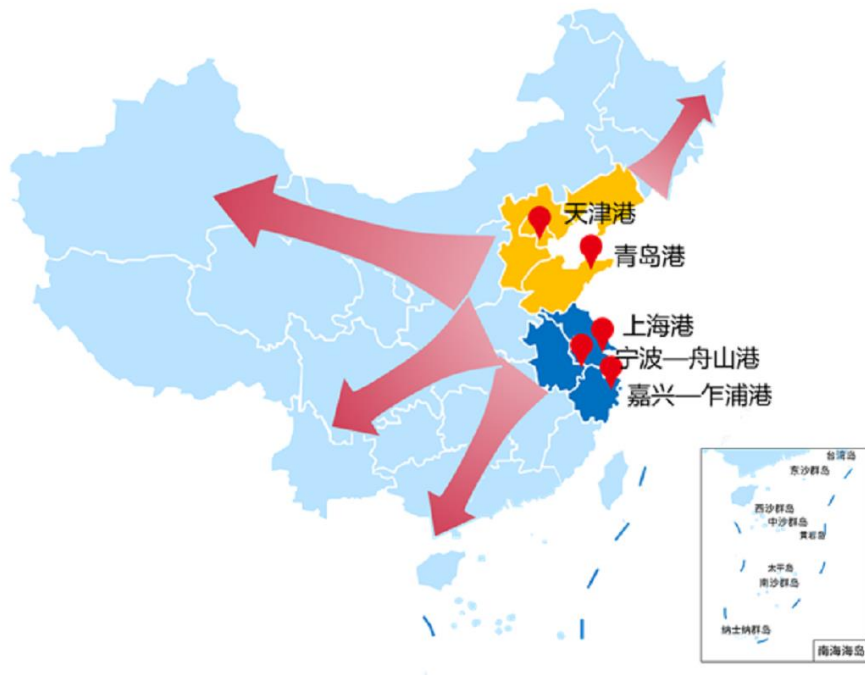 天津港
青岛港
上海港
宁波—舟山港
嘉兴—乍浦港
台湾岛
东沙群岛
西沙群岛
中沙群岛
黄岩岛
太平岛
南沙群岛
纳士纳群岛
南海海岛